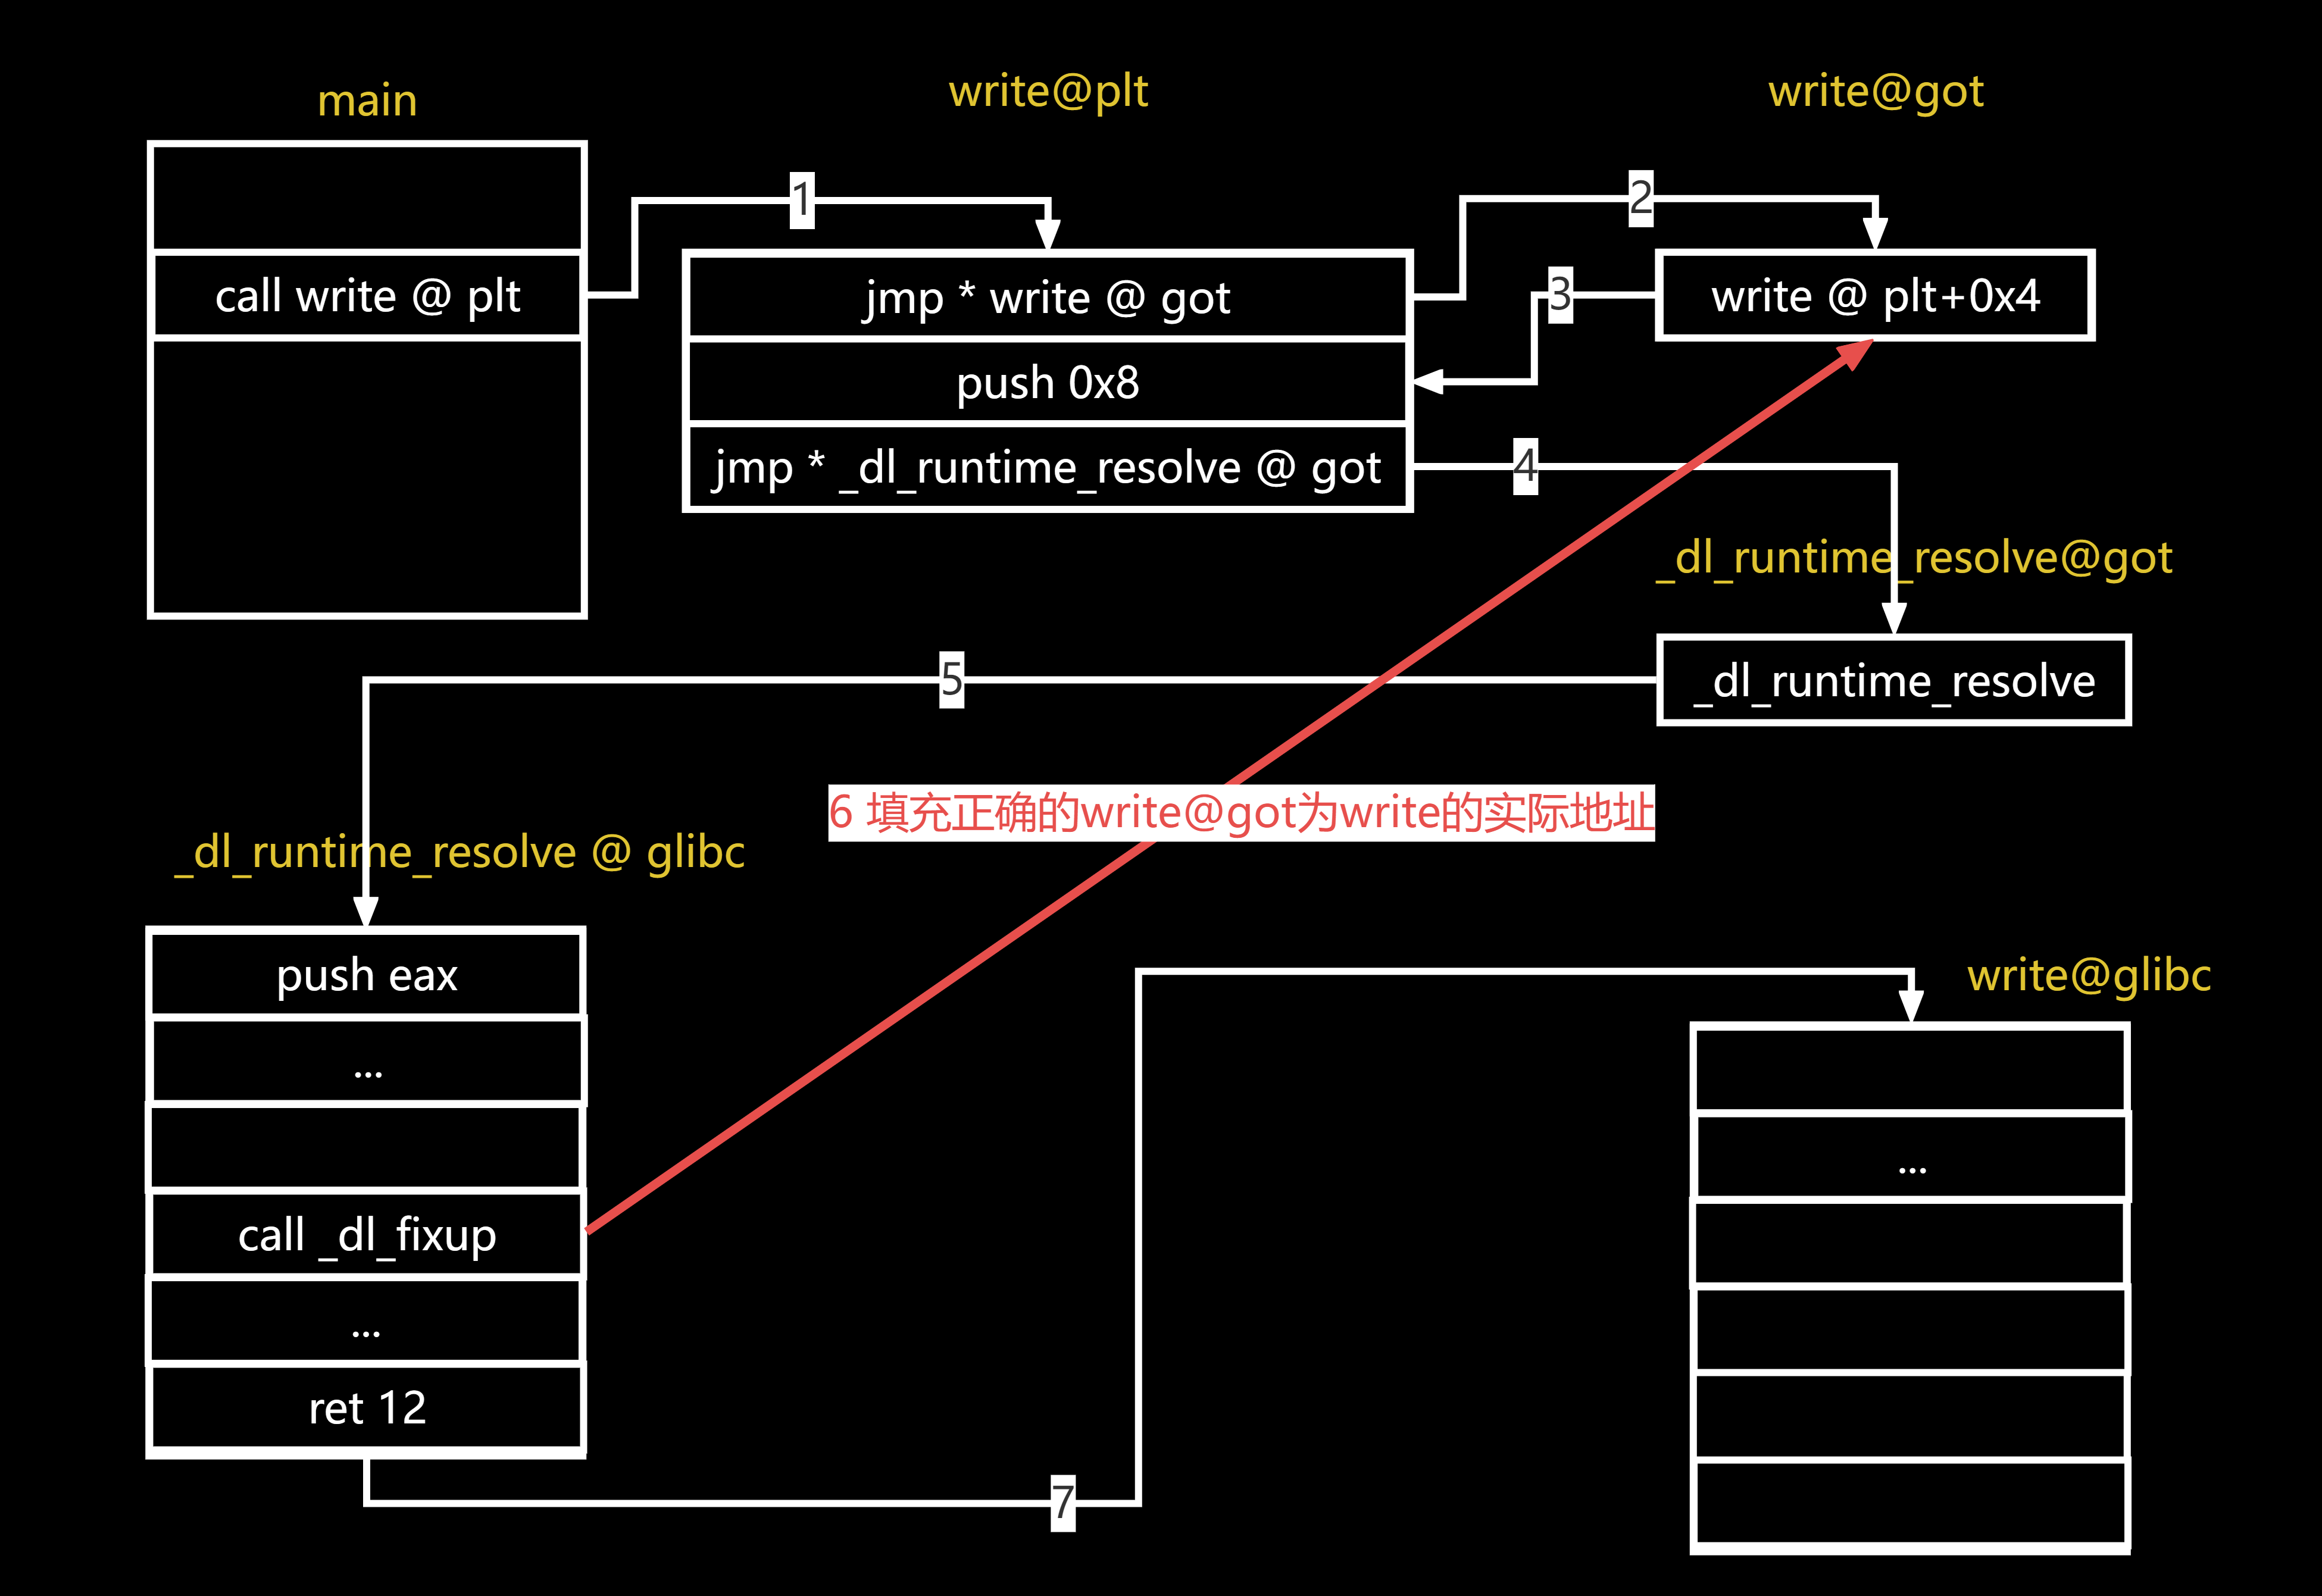 main
write@plt
write@got
1
2
call write @ plt
jmp * write @ got
3
write @ plt+0x4
push 0x8
jmp * _dl_runtime_resolve @ got
4
_dl_runtime_resolve@got
5
_dl_runtime_resolve
6 填充正确的write@got为write的实际地址
_dl_runtime_resolve @ glibc
push eax
write@glibc
...
...
call _dl_fixup
...
ret 12
7